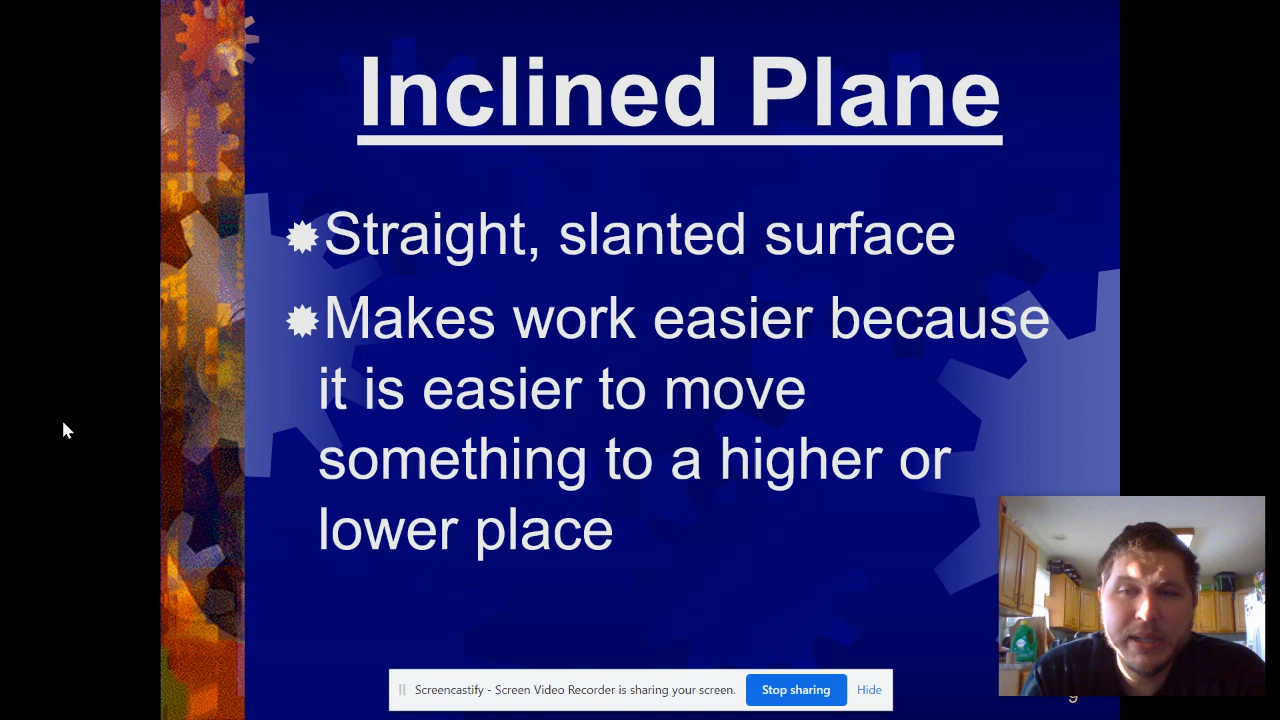 Inclined Plane
Straight, slanted surface
Makes work easier because
it is easier to move
something to a higher or
lower place
Screencastify - Screen Video Recorder is sharing your screen. Stop sharing Hide
9